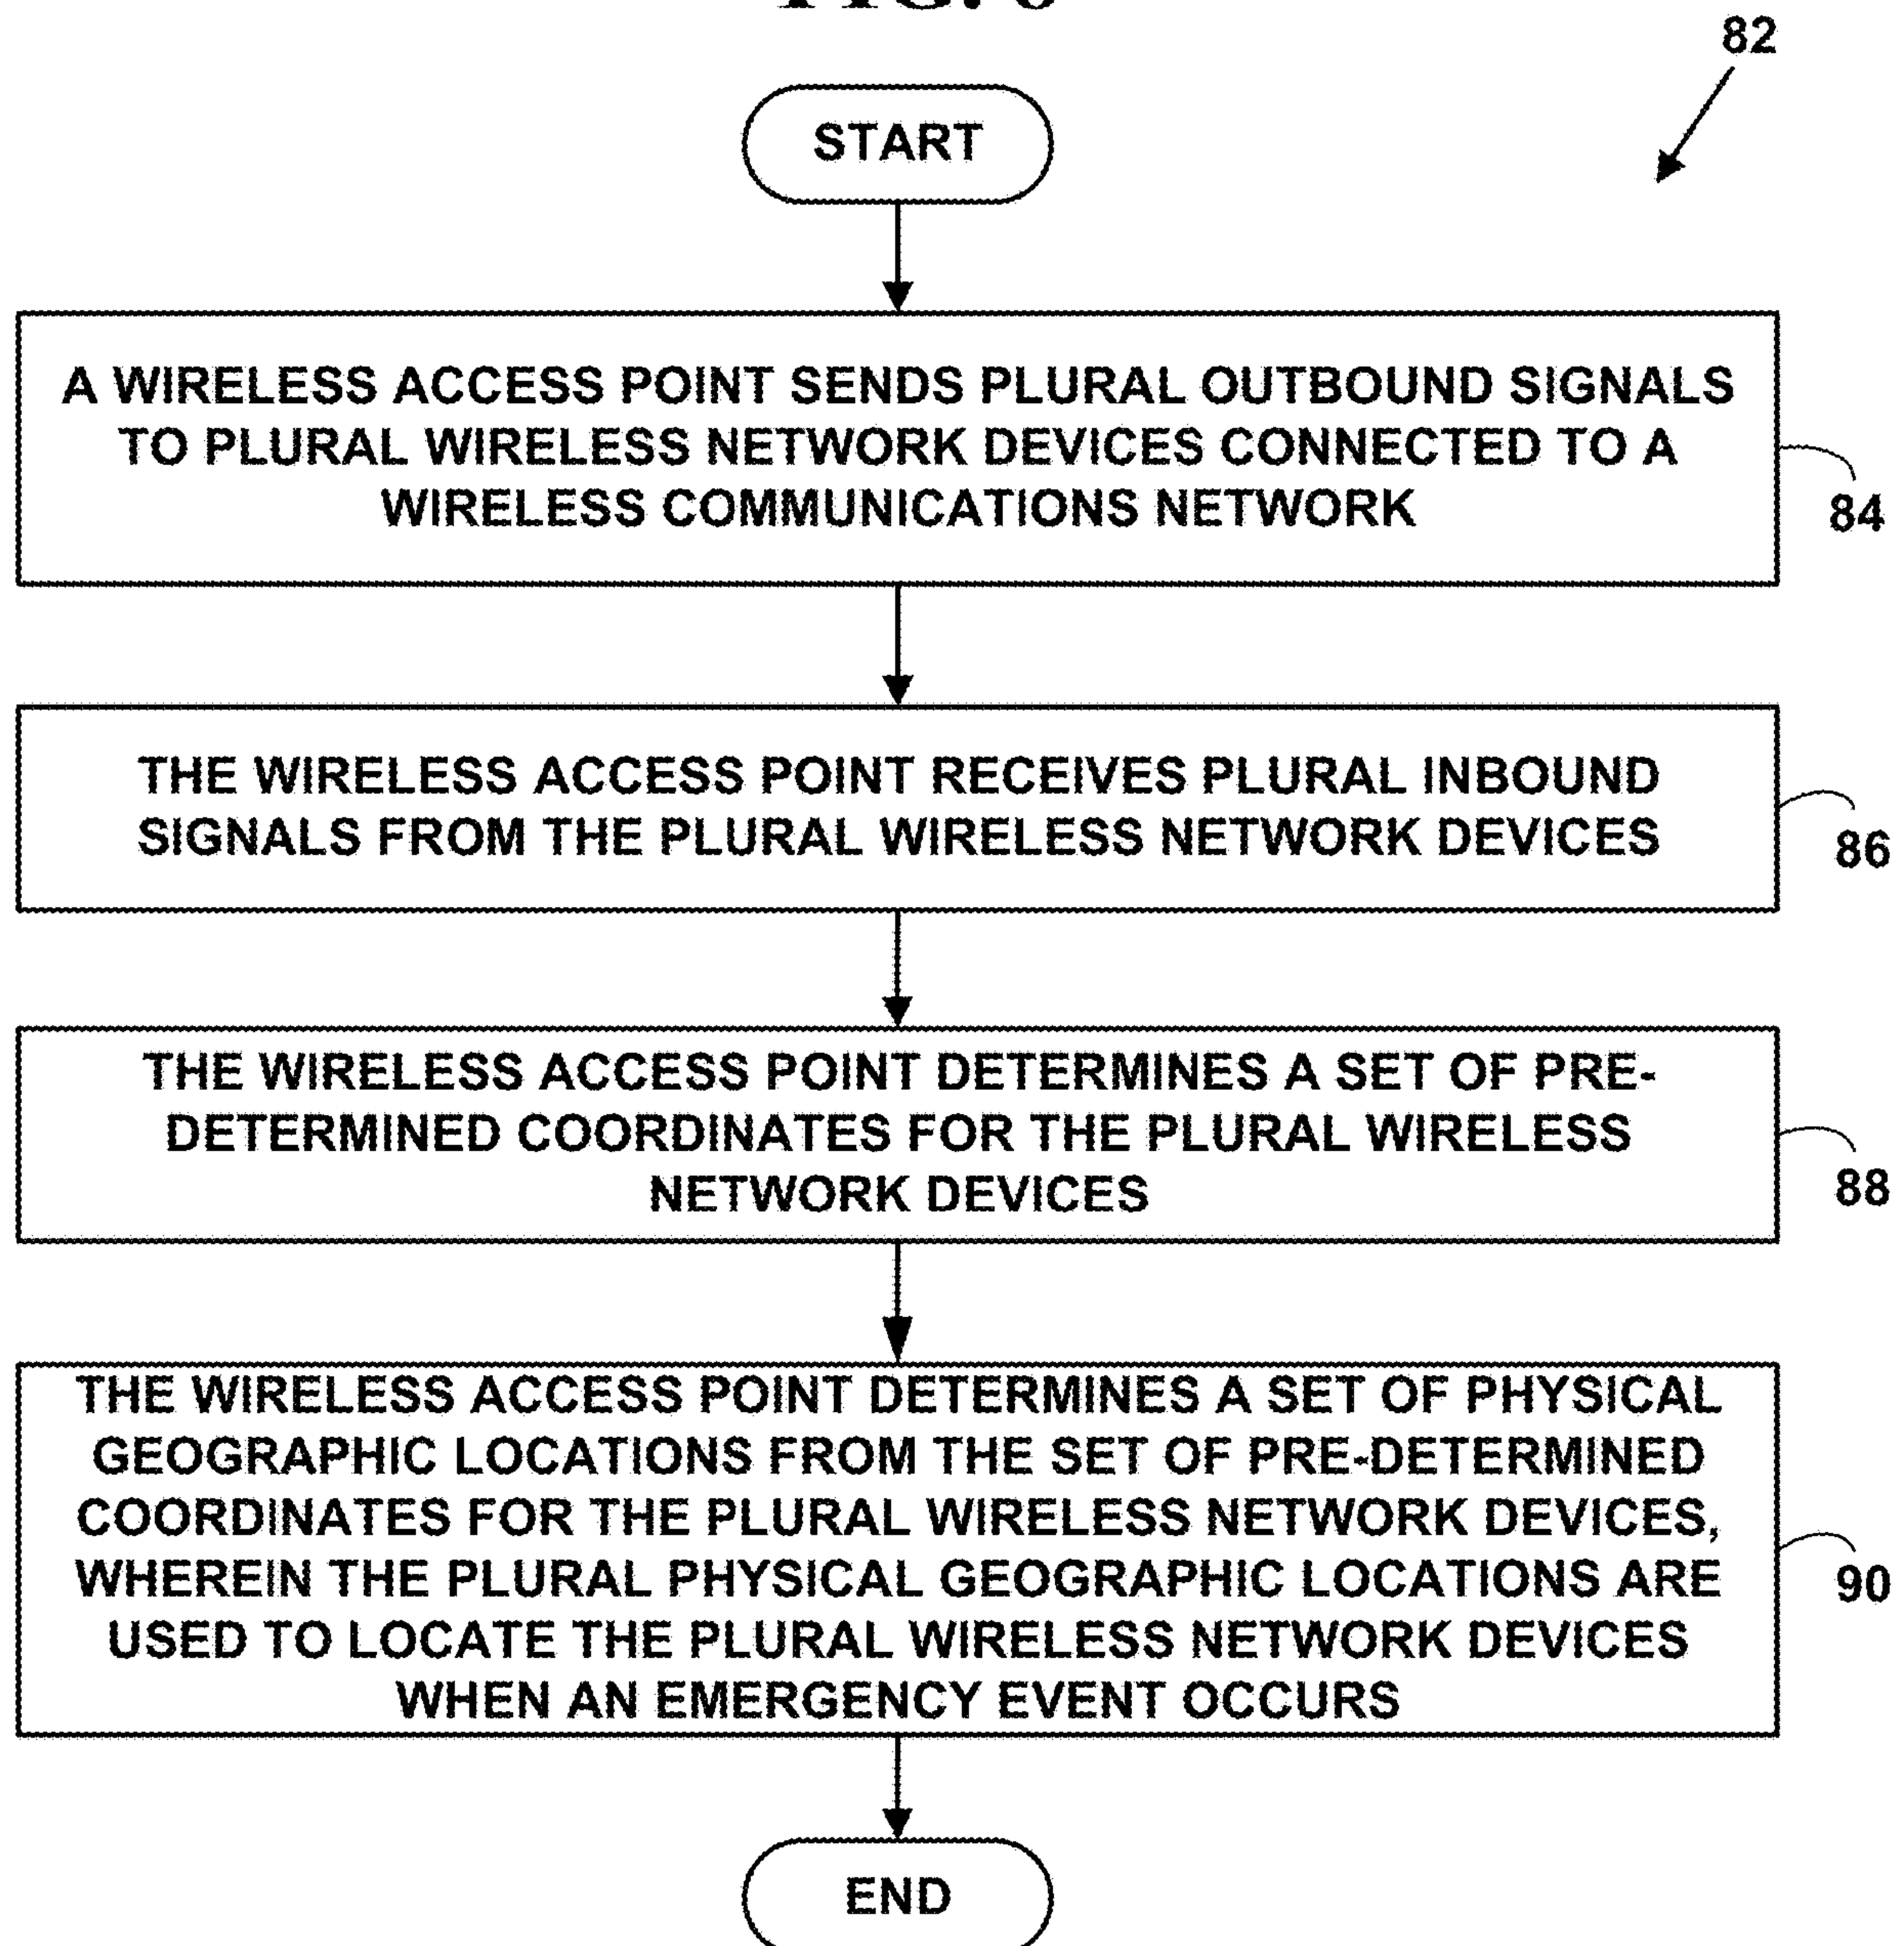 82
START
A WIRELESS ACCESS POINT SENDS PLURAL OUTBOUND SIGNALS
TO PLURAL WIRELESS NETWORK DEVICES CONNECTED TO A
WIRELESS COMMUNICATIONS NETWORK
84
THE WIRELESS ACCESS POINT RECEIVES PLURAL INBOUND
SIGNALS FROM THE PLURAL WIRELESS NETWORK DEVICES
86
THE WIRELESS ACCESS POINT DETERMINES A SET OF PRE-
DETERMINED COORDINATES FOR THE PLURAL WIRELESS
NETWORK DEVICES
88
THE WIRELESS ACCESS POINT DETERMINES A SET OF PHYSICAL
GEOGRAPHIC LOCATIONS FROM THE SET OF PRE-DETERMINED
COORDINATES FOR THE PLURAL WIRELESS NETWORK DEVICES,
WHEREIN THE PLURAL PHYSICAL GEOGRAPHIC LOCATIONS ARE
USED TO LOCATE THE PLURAL WIRELESS NETWORK DEVICES
WHEN AN EMERGENCY EVENT OCCURS
90
END